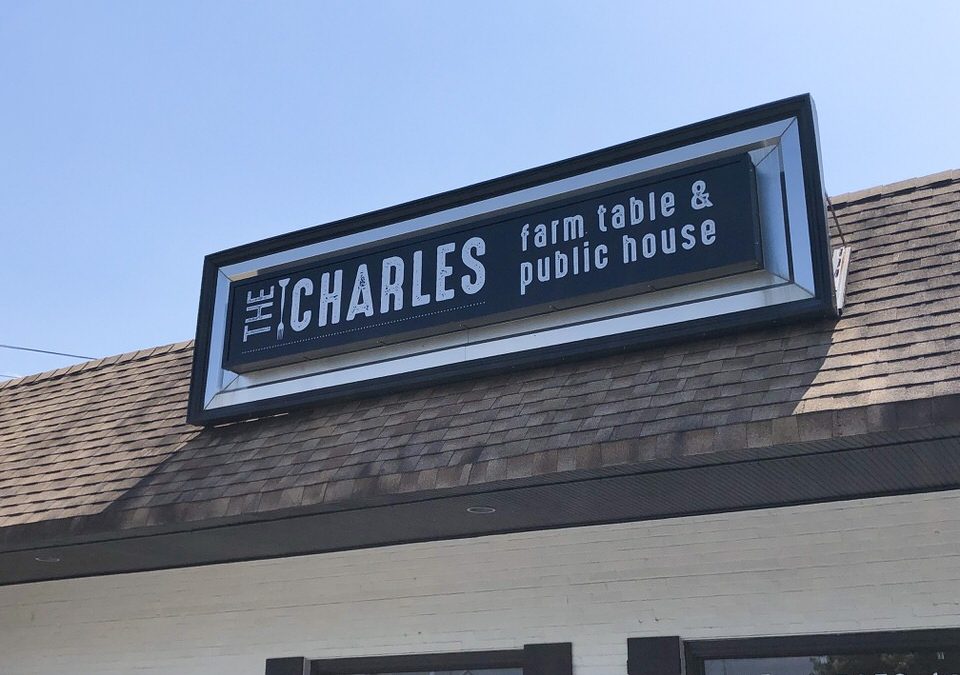 THE CHARLES
farm table &
public house